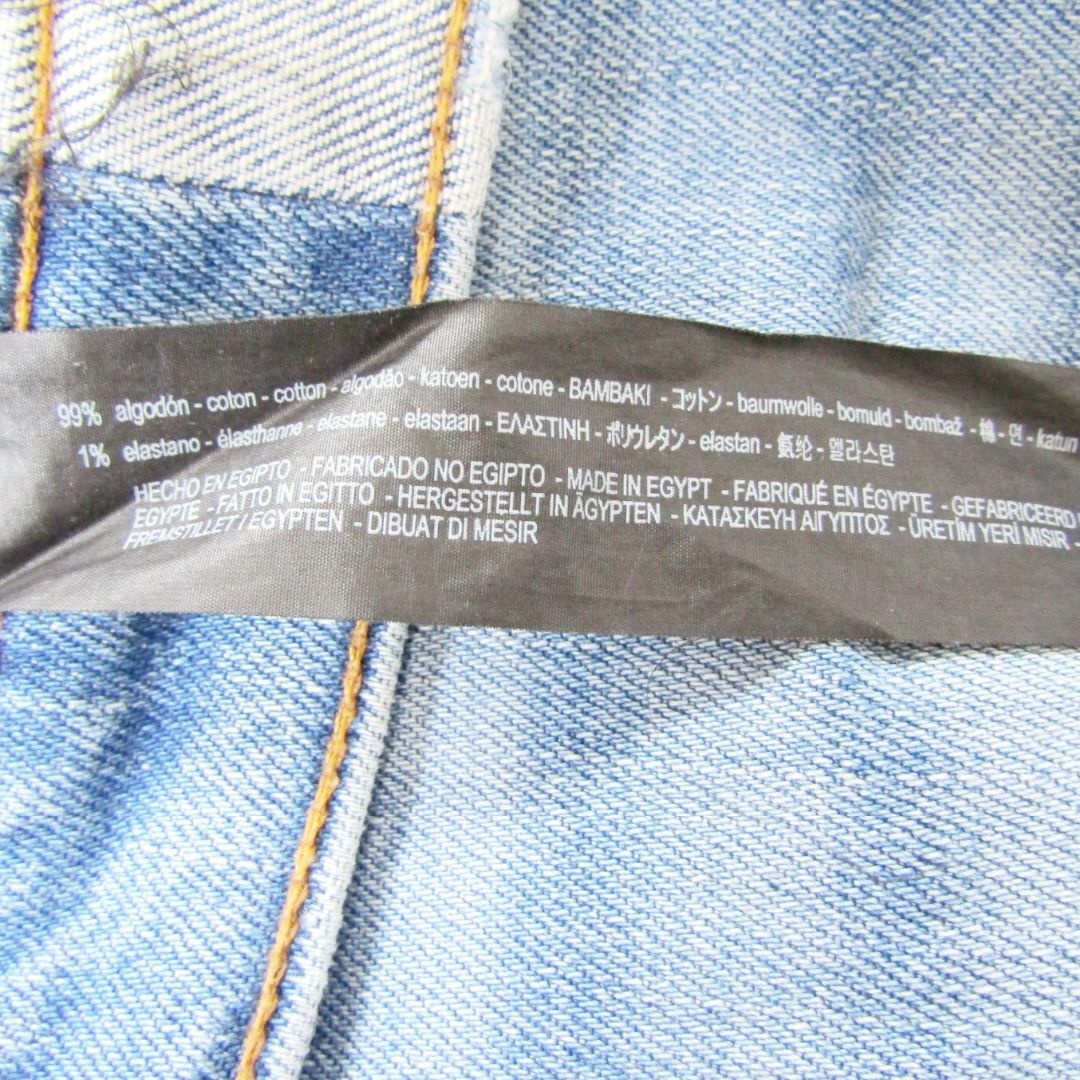 99% algodón - coton - cotton - algodão - katoen - cotone - BAMBAKI - コットン - baumwolle - bomuld - bombaž - 棉 - 면 - katun
1% elastano - élasthanne - elastane - elastaan - ΕΛΑΣΤΙΝΗ - ポリウレタン - elastan - 氨纶 - 엘라스탄
HECHO EN EGIPTO - FABRICADO NO EGIPTO - MADE IN EGYPT - FABRIQUÉ EN ÉGYPTE - GEFABRICEERD
EGYPTE - FATTO IN EGITTO - HERGESTELLT IN ÄGYPTEN - ΚΑΤΑΣΚΕΥΗ ΑΙΓΥΠΤΟΣ - ÜRETİM YERİ MISIR -
FREMSTILLET I EGYPTEN - DIBUAT DI MESIR